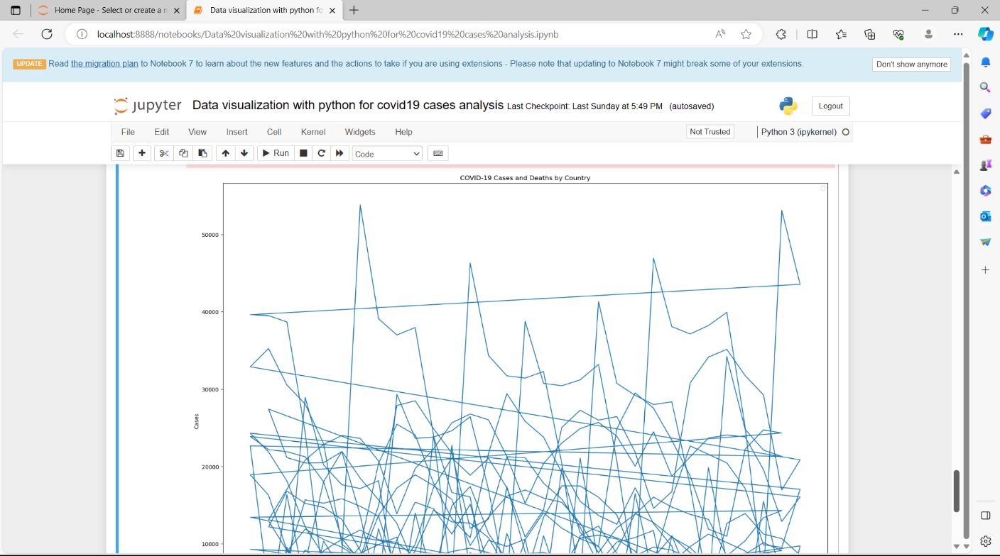 Home Page - Select or create a n
Data visualization with python fo
localhost:8888/notebooks/Data%20visualization%20with%20python%20for%20covid19%20cases%20analysis.ipynb
UPDATE Read the migration plan to Notebook 7 to learn about the new features and the actions to take if you are using extensions - Please note that updating to Notebook 7 might break some of your extensions.
Don't show anymore
jupyter Data visualization with python for covid19 cases analysis Last Checkpoint: Last Sunday at 5:49 PM (autosaved)
Logout
File Edit View Insert Cell Kernel Widgets Help
Not Trusted
Python 3 (ipykernel)
Run
Code
COVID-19 Cases and Deaths by Country
50000
40000
30000
Cases
20000
10000